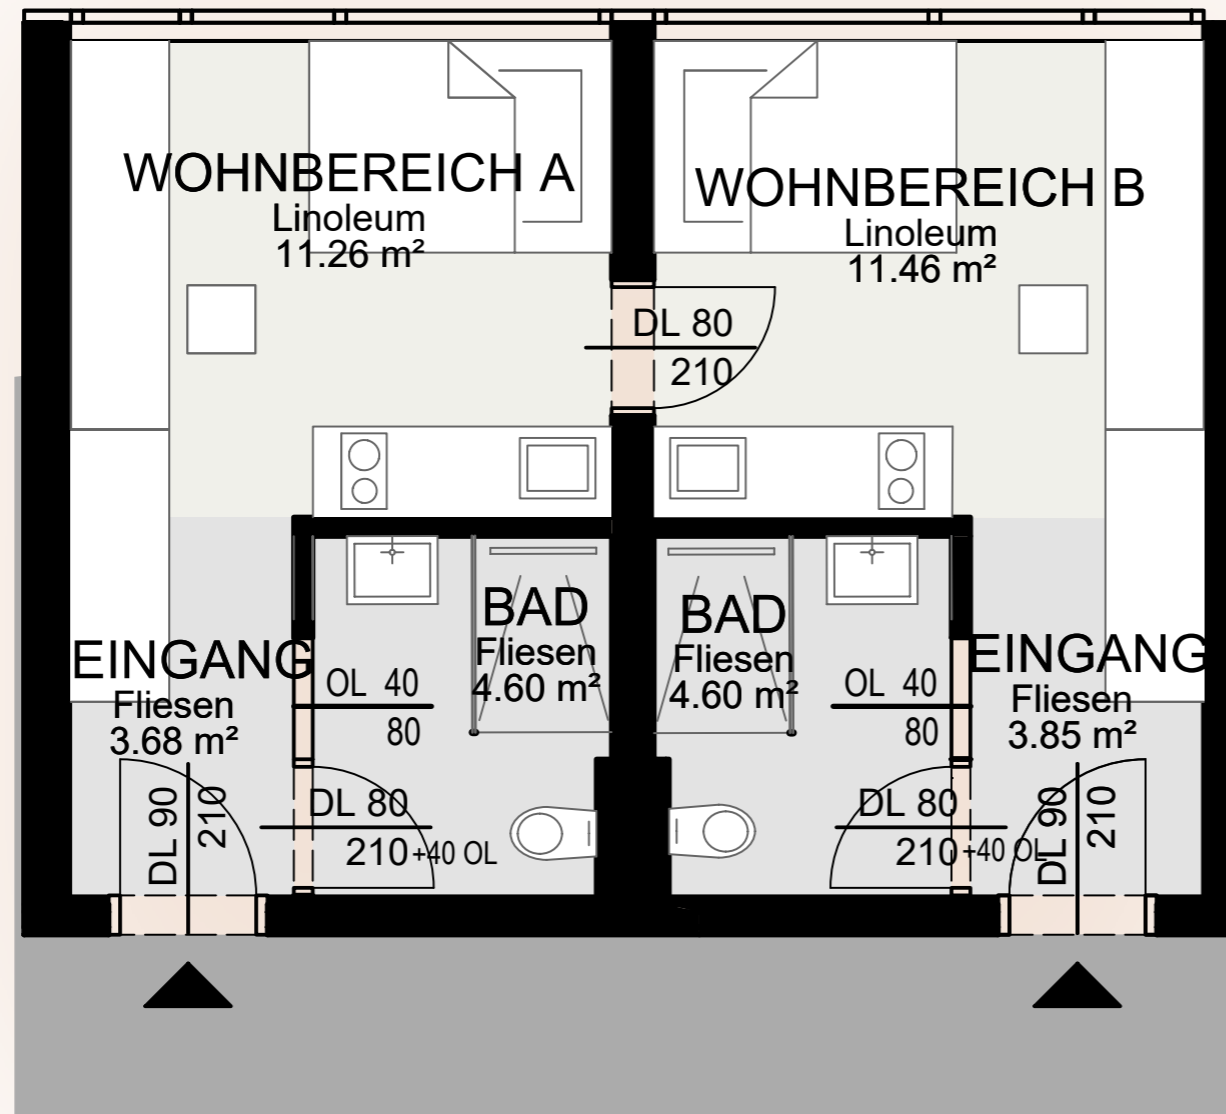 WOHNBEREICH A
Linoleum
11.26 m²
WOHNBEREICH B
Linoleum
11.46 m²
DL 80
210
BAD
Fliesen
4.60 m²
BAD
Fliesen
4.60 m²
EINGANG
Fliesen
3.68 m²
EINGANG
Fliesen
3.85 m²
OL 40
80
OL 40
80
DL 90
210
DL 80
210+40 OL
DL 80
210+40 OL
DL 90
210